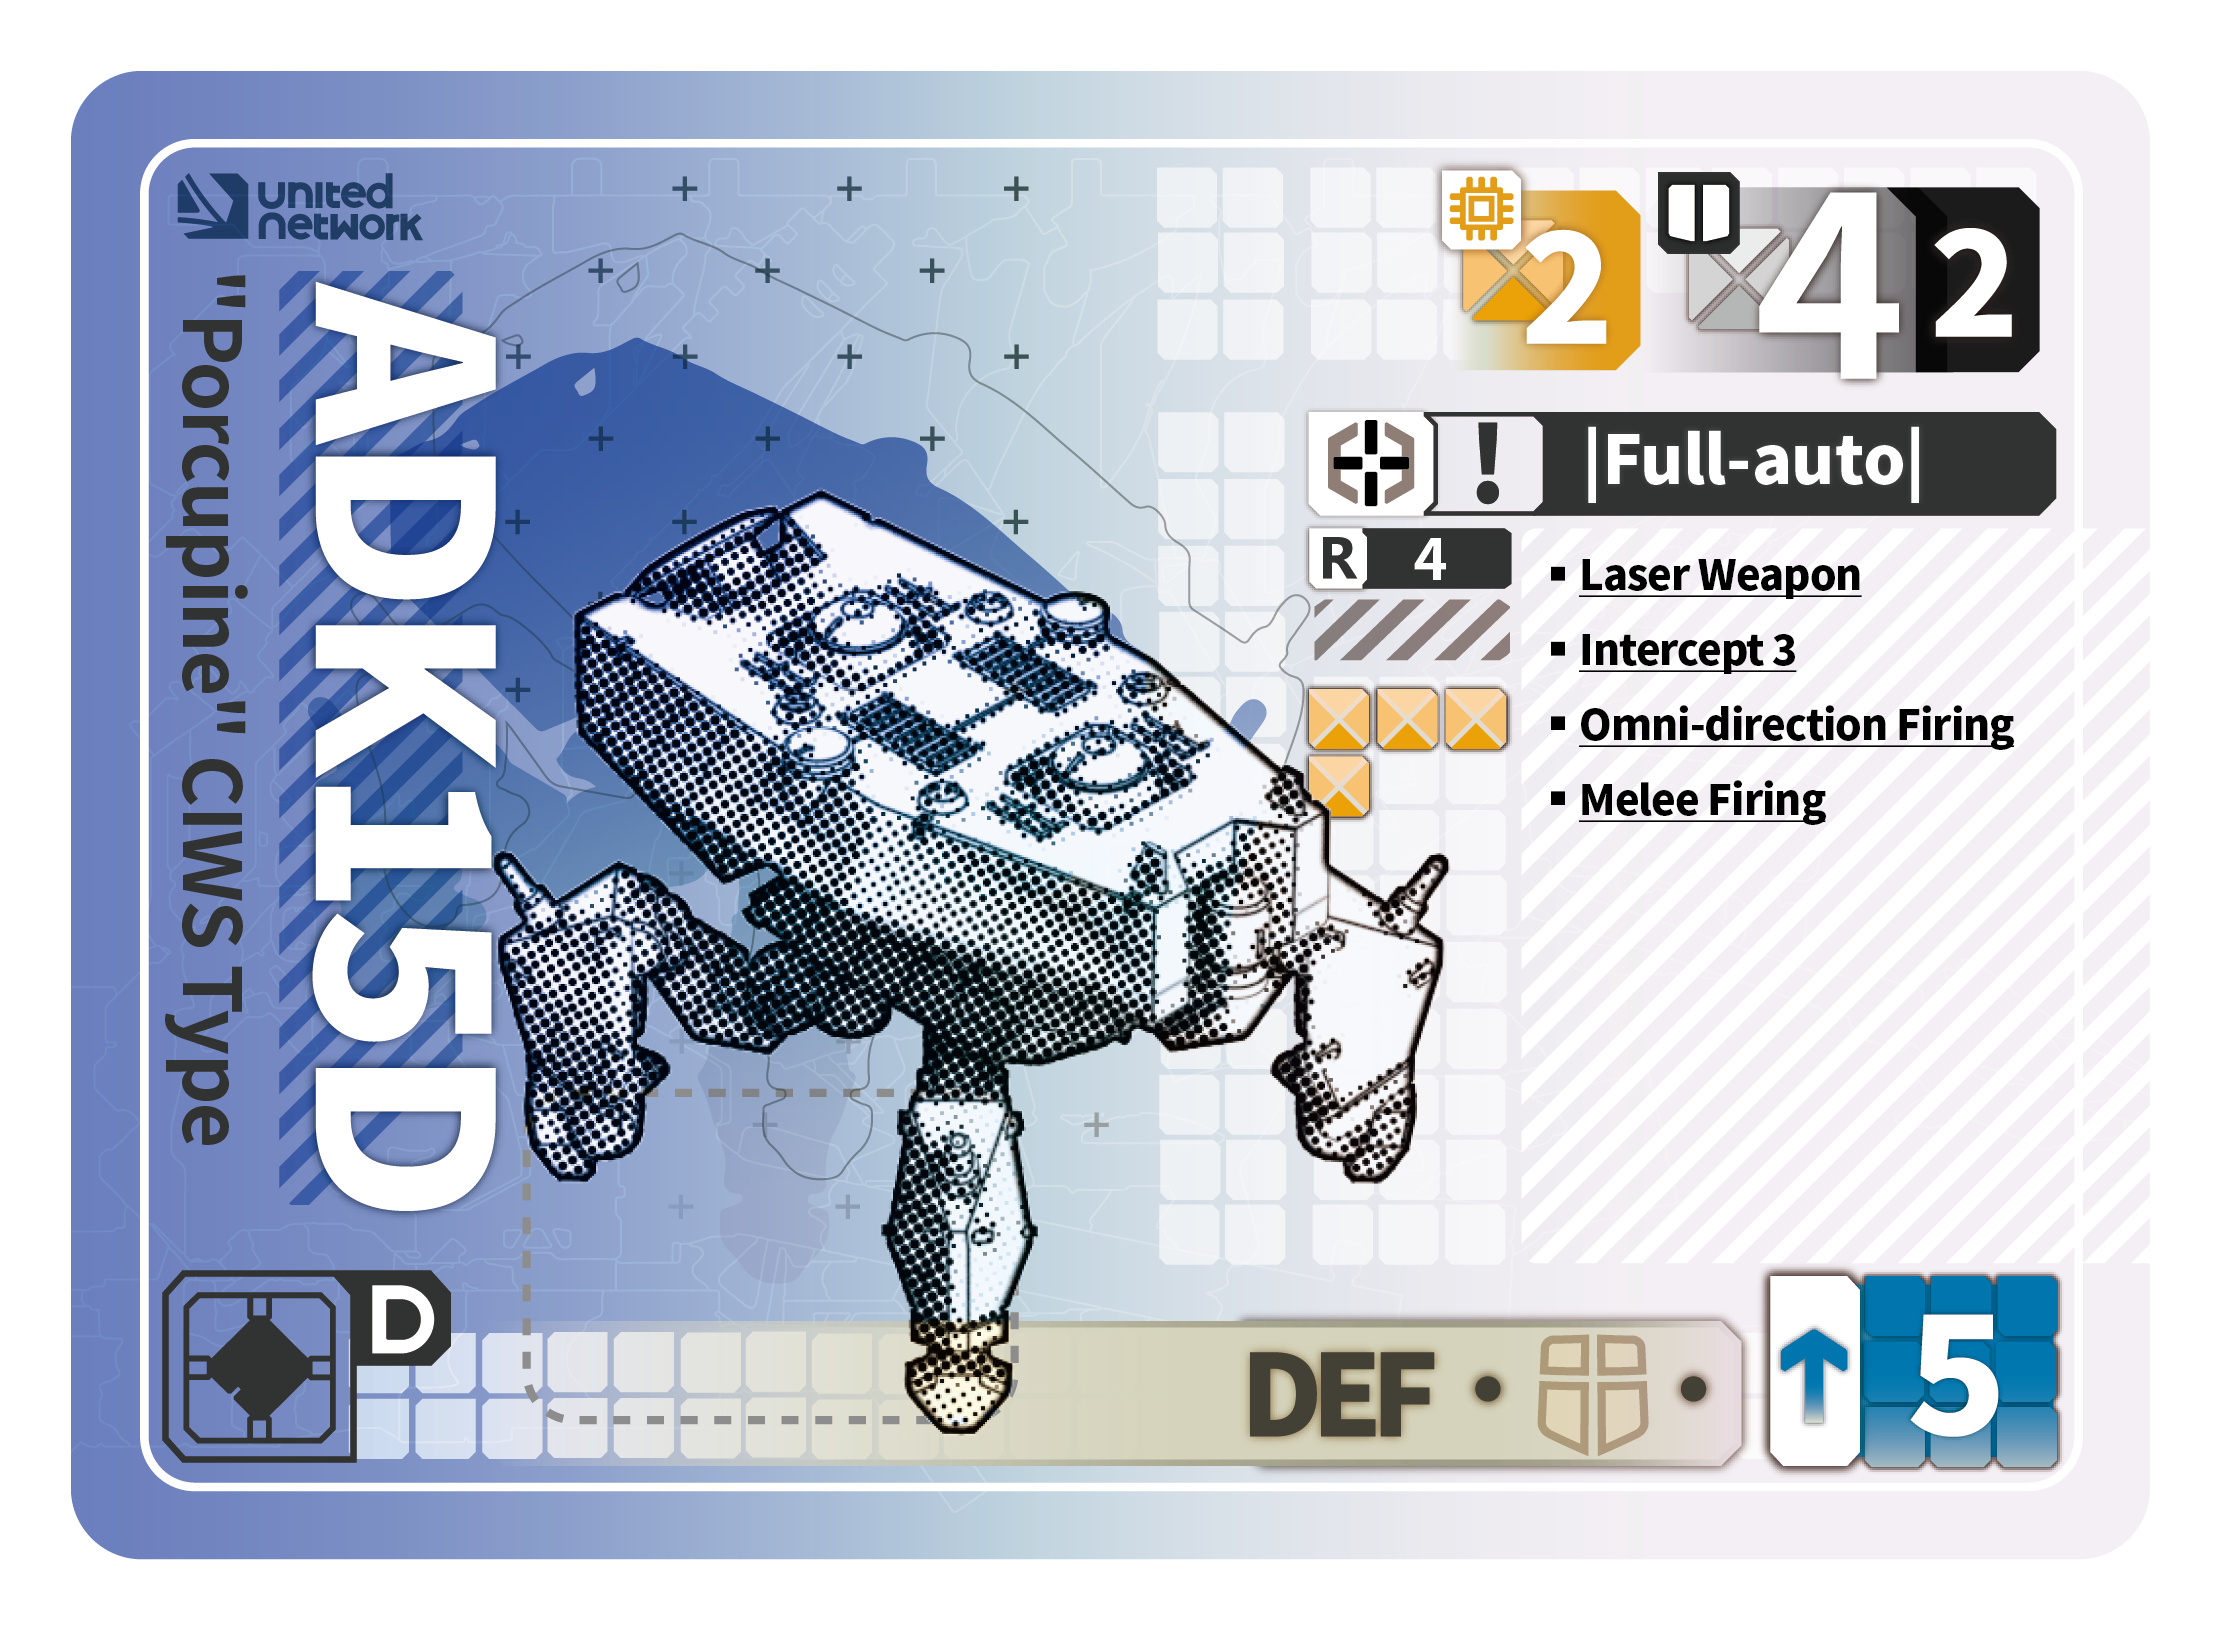 united
network
"Porcupine" CIWS Type
ADK15D
2
4 2
! |Full-auto|
R 4
▪ Laser Weapon
▪ Intercept 3
▪ Omni-direction Firing
▪ Melee Firing
D
DEF • •
5